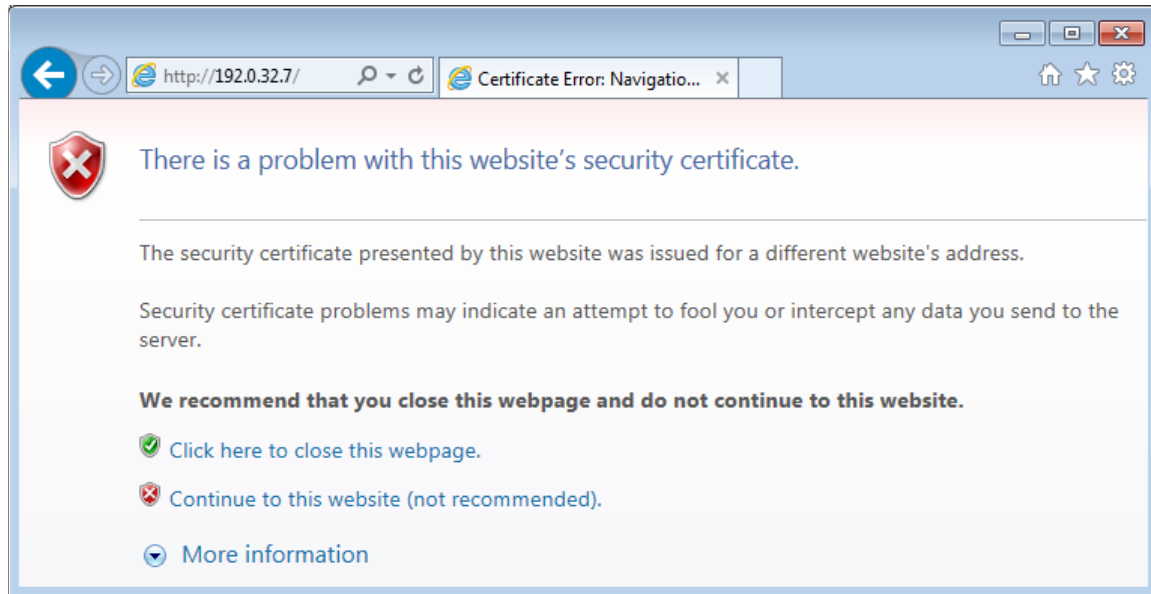 http://192.0.32.7/
Certificate Error: Navigatio...
There is a problem with this website's security certificate.
The security certificate presented by this website was issued for a different website's address.
Security certificate problems may indicate an attempt to fool you or intercept any data you send to the
server.
We recommend that you close this webpage and do not continue to this website.
Click here to close this webpage.
Continue to this website (not recommended).
More information